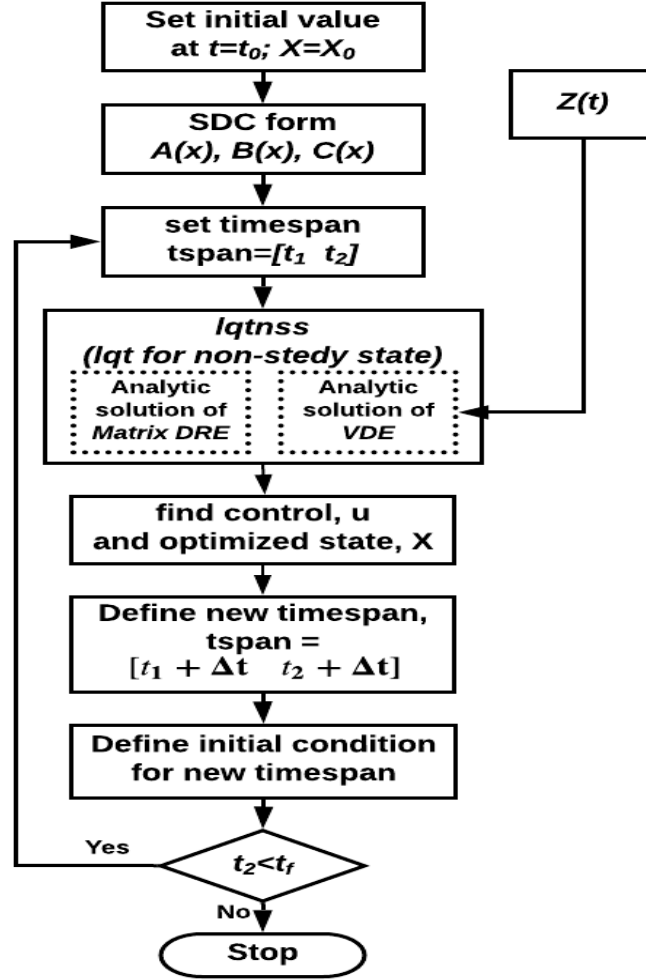 Set initial value
at t=t₀; X=X₀
SDC form
A(x), B(x), C(x)
Z(t)
set timespan
tspan=[t₁ t₂]
lqtnss
(lqt for non-stedy state)
Analytic
solution of
Matrix DRE
Analytic
solution of
VDE
find control, u
and optimized state, X
Define new timespan,
tspan =
[t₁ + Δt t₂ + Δt]
Define initial condition
for new timespan
Yes
t₂<t_f
No
Stop